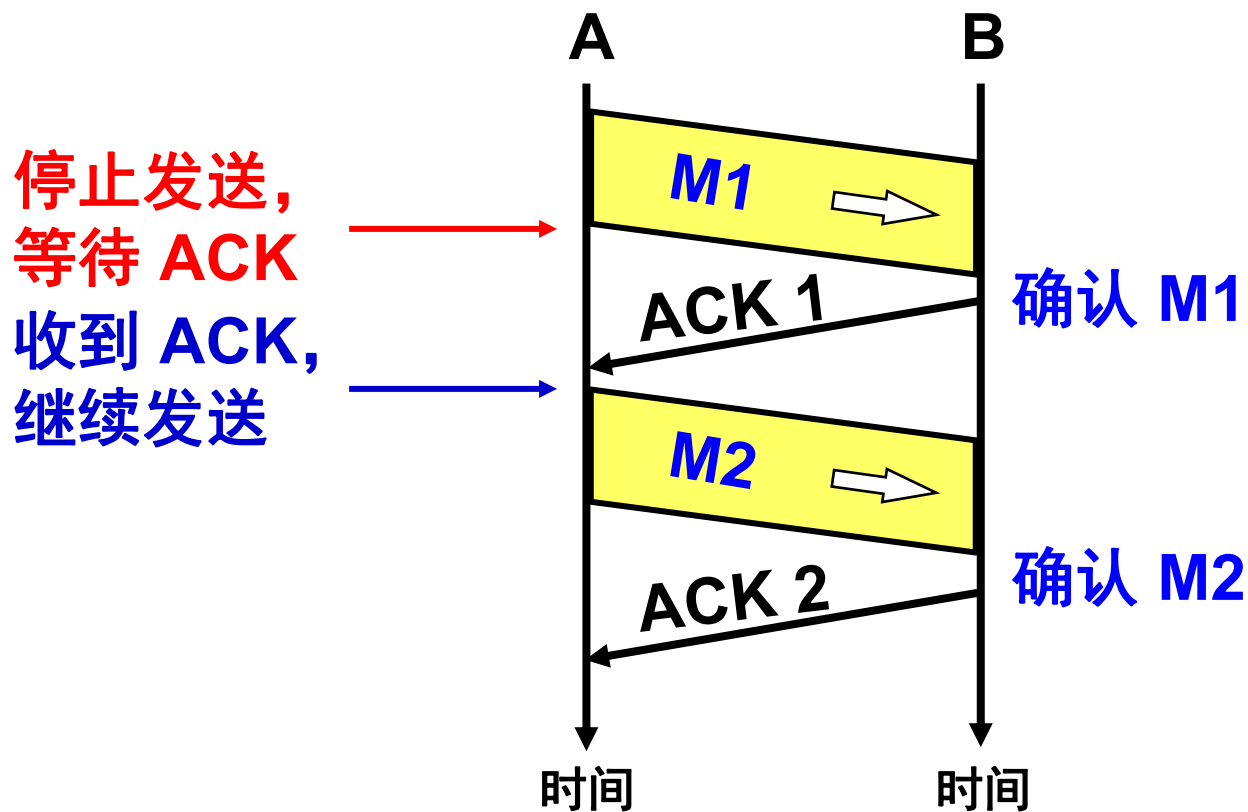 A
B
M1
停止发送，
等待 ACK
ACK 1
确认 M1
收到 ACK，
继续发送
M2
ACK 2
确认 M2
时间
时间